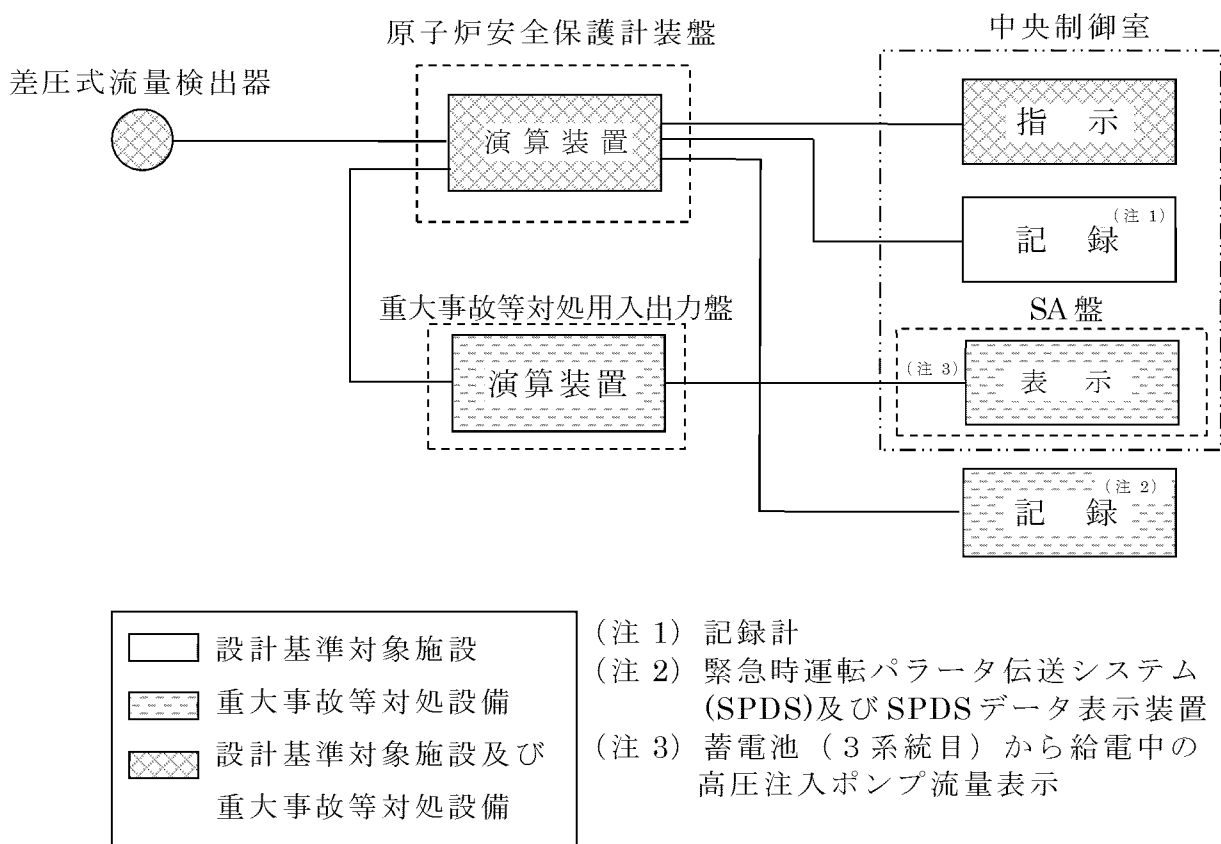 原子炉安全保護計装盤
中央制御室
差圧式流量検出器
演算装置
指 示
記 録 (注 1)
重大事故等対処用入出力盤
SA 盤
演算装置
(注 3)
表 示
記 録 (注 2)
設計基準対象施設
重大事故等対処設備
設計基準対象施設及び
重大事故等対処設備
(注 1) 記録計
(注 2) 緊急時運転パラータ伝送システム
(SPDS)及び SPDS データ表示装置
(注 3) 蓄電池（３系統目）から給電中の
高圧注入ポンプ流量表示